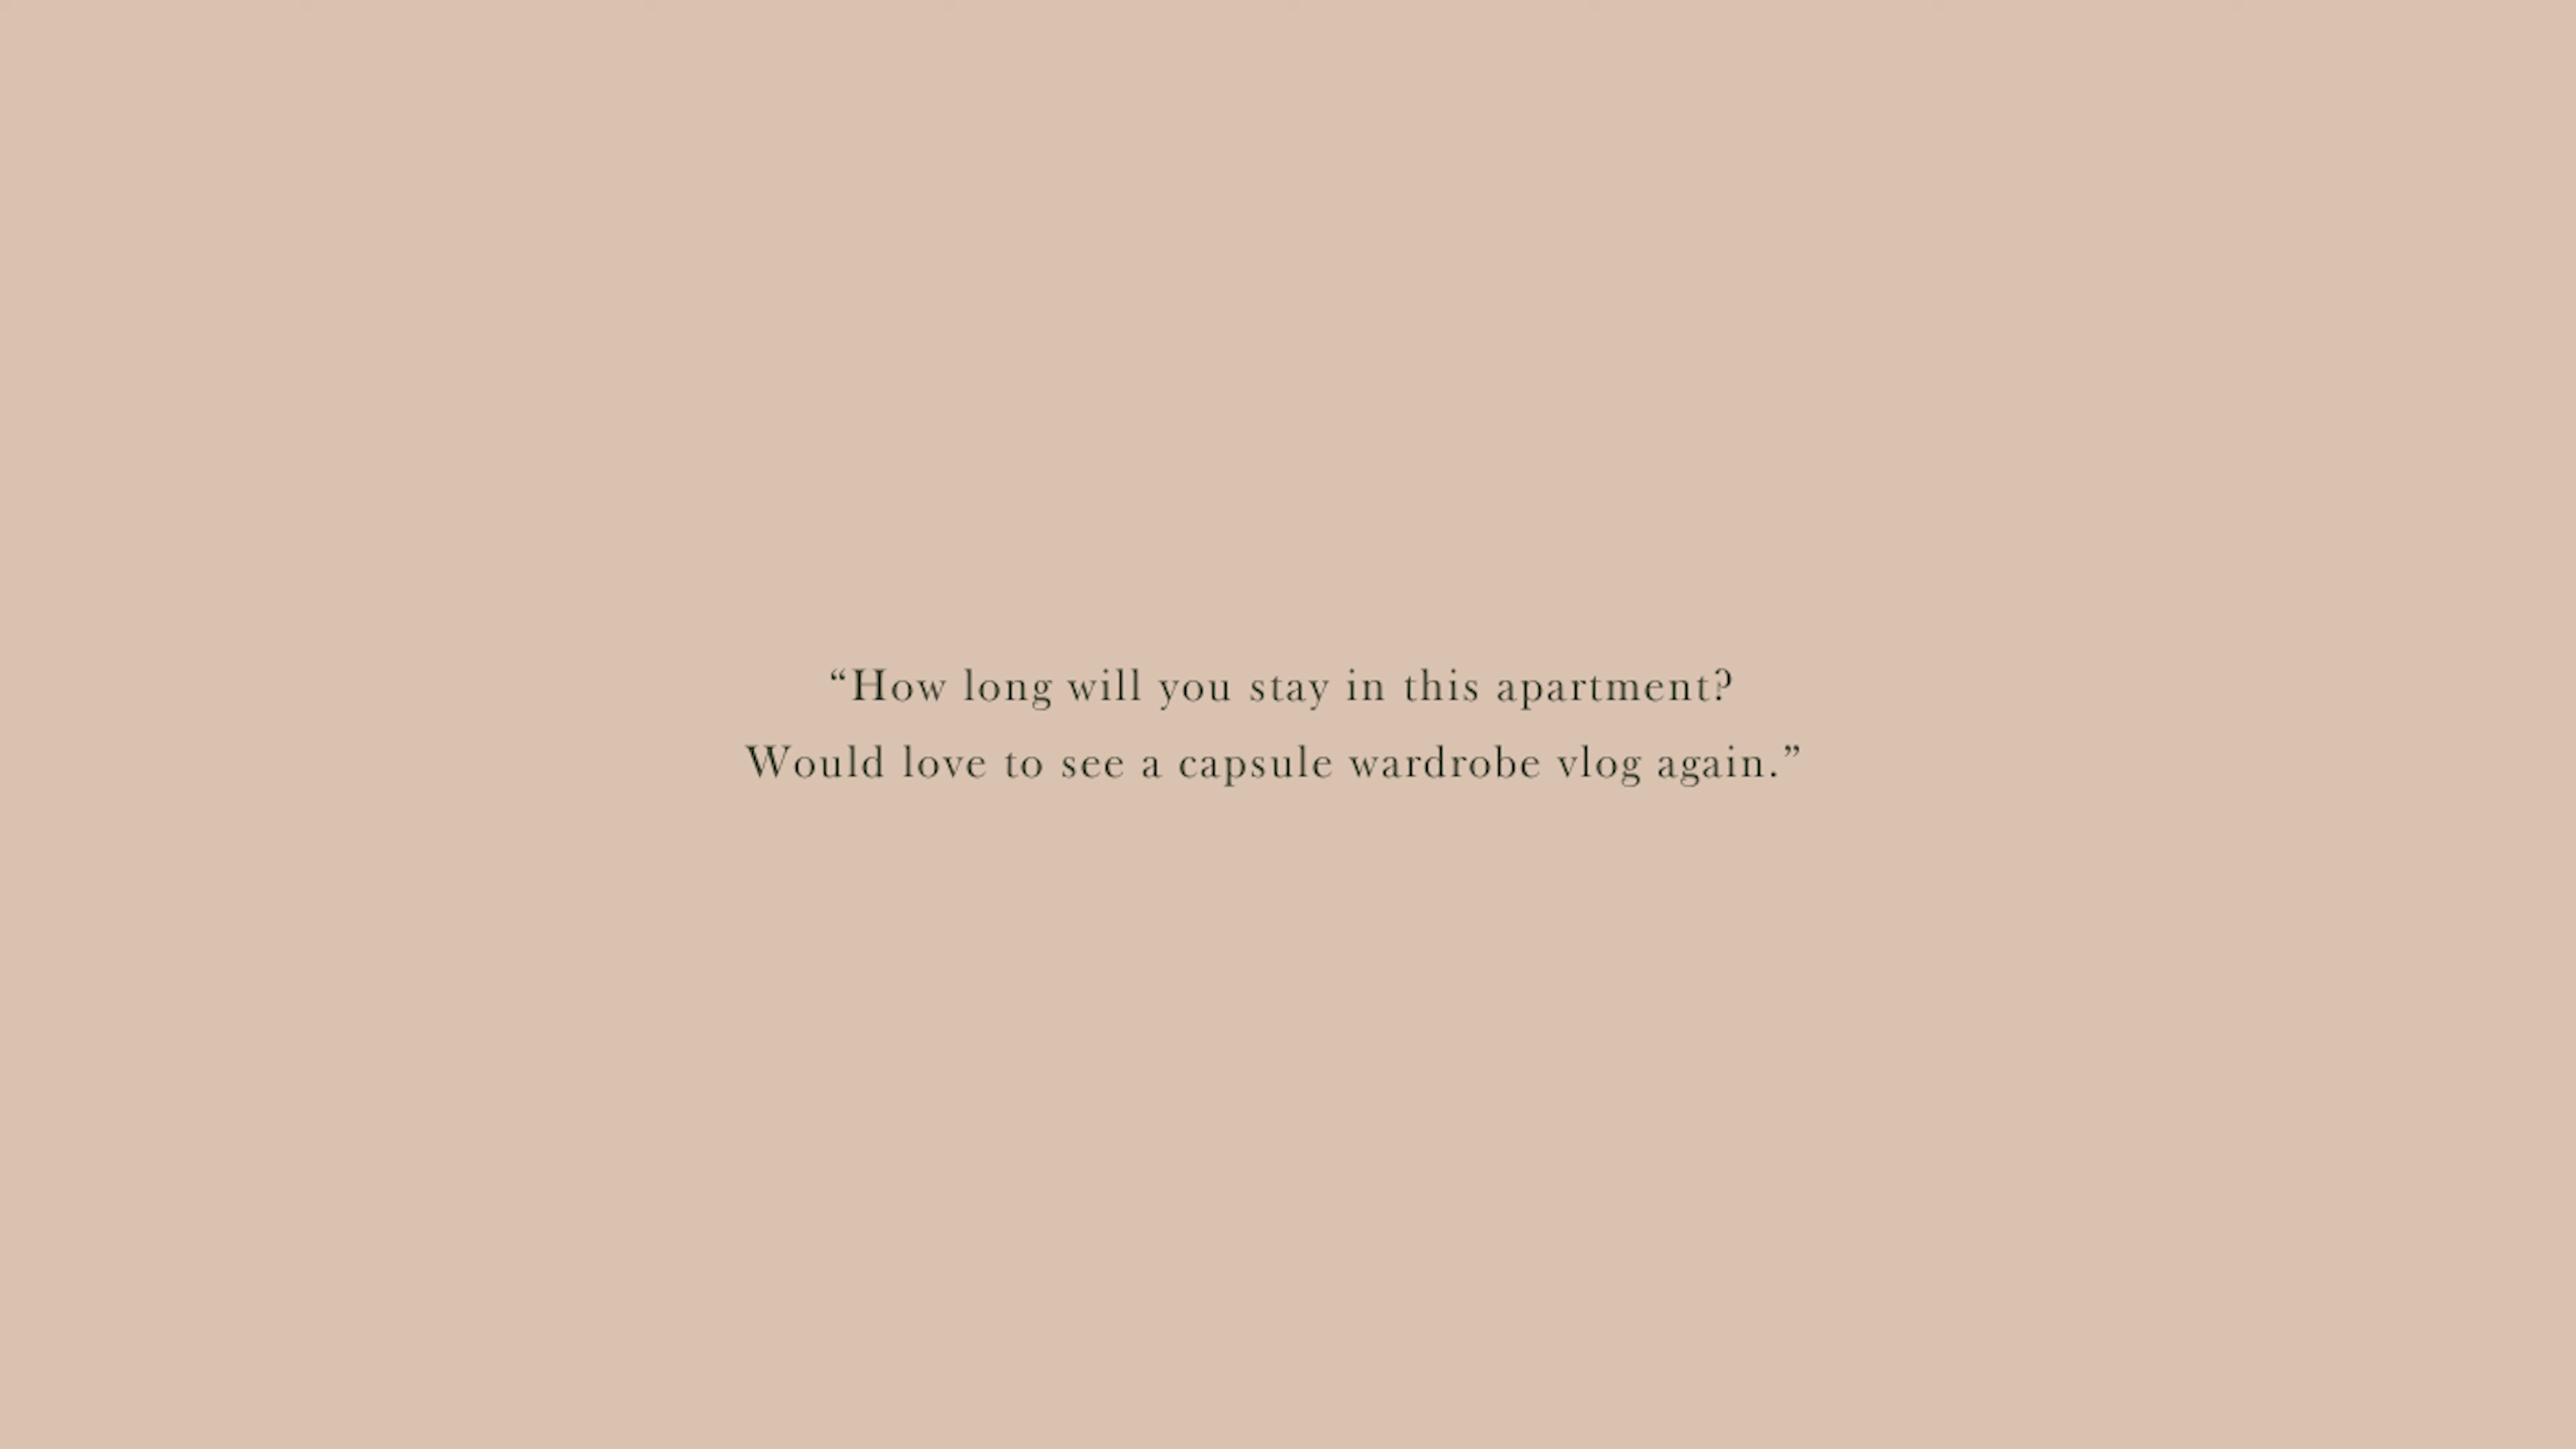 “How long will you stay in this apartment?
Would love to see a capsule wardrobe vlog again.”